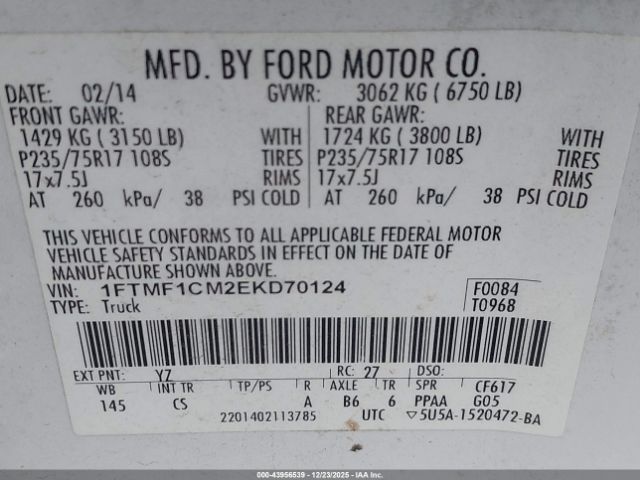 MFD. BY FORD MOTOR CO.
DATE: 02/14 GVWR: 3062 KG ( 6750 LB)
FRONT GAWR: REAR GAWR:
1429 KG ( 3150 LB) WITH 1724 KG ( 3800 LB) WITH
P235/75R17 108S TIRES P235/75R17 108S TIRES
17x7.5J RIMS 17x7.5J RIMS
AT 260 kPa/ 38 PSI COLD AT 260 kPa/ 38 PSI COLD
THIS VEHICLE CONFORMS TO ALL APPLICABLE FEDERAL MOTOR
VEHICLE SAFETY STANDARDS IN EFFECT ON THE DATE OF
MANUFACTURE SHOWN ABOVE.
VIN: 1FTMF1CM2EKD70124 F0084
TYPE: Truck T0968
EXT PNT: YZ RC: 27 DSO:
WB INT TR TP/PS R AXLE TR SPR CF617
145 CS A B6 6 PPAA G05
2201402113785 UTC ▽5U5A-1520472-BA
000-43956539 - 12/23/2025 - IAAI.COM